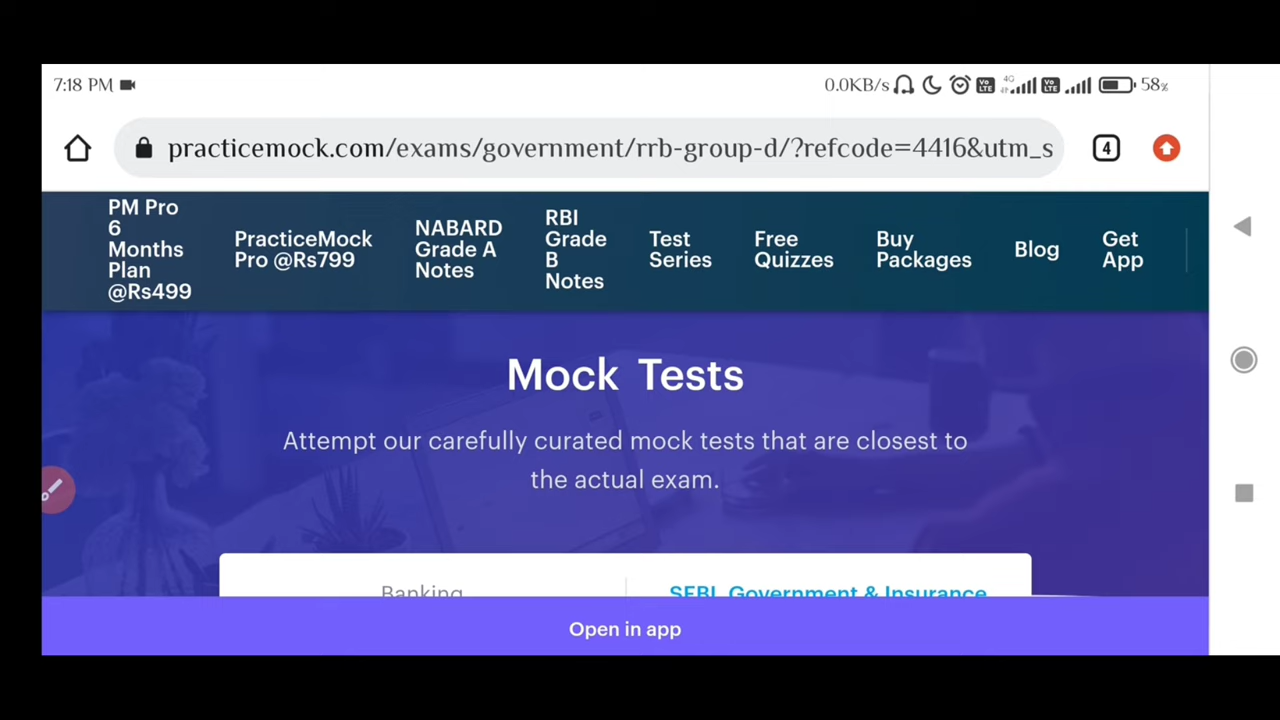 7:18 PM
0.0KB/s 4G 58%
practicemock.com/exams/government/rrb-group-d/?refcode=4416&utm_s
4
PM Pro
6
Months
Plan
@Rs499
PracticeMock
Pro @Rs799
NABARD
Grade A
Notes
RBI
Grade
B
Notes
Test
Series
Free
Quizzes
Buy
Packages
Blog
Get
App
Mock Tests
Attempt our carefully curated mock tests that are closest to
the actual exam.
Banking
SEBI, Government & Insurance
Open in app